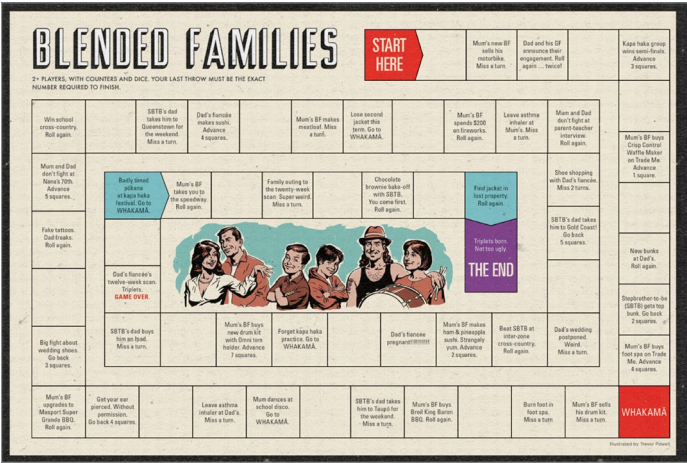 BLENDED FAMILIES
2+ PLAYERS, WITH COUNTERS AND DICE. YOUR LAST THROW MUST BE THE EXACT
NUMBER REQUIRED TO FINISH.
START
HERE
Mum's new BF
sells his
motorbike.
Miss a turn.
Dad and his GF
announce their
engagement. Roll
again ... twice!
Kapa haka group
wins semi-finals.
Advance
3 squares.
Win school
cross-country.
Roll again.
SBTB's dad
takes him to
Queenstown for
the weekend.
Miss a turn.
Dad's fiancée
makes sushi.
Advance
4 squares.
Mum's BF makes
meatloaf. Miss
a turn.
Lose second
jacket this
term. Go to
WHAKAMĀ.
Mum's BF
spends $200
on fireworks.
Roll again.
Leave asthma
inhaler at
Mum's. Miss
a turn.
Mum and Dad
don't fight at
parent-teacher
interview.
Roll again.
Mum's BF buys
Crisp Control
Waffle Maker
on Trade Me.
Advance
1 square.
Mum and Dad
don't fight at
Nana's 70th.
Advance
5 squares.
Badly timed
pūkana
at kapa haka
festival. Go to
WHAKAMĀ.
Mum's BF
takes you to
the speedway.
Roll again.
Family outing to
the twenty-week
scan. Super weird.
Miss a turn.
Chocolate
brownie bake-off
with SBTB.
You come first.
Roll again.
Find jacket in
lost property.
Roll again.
Shoe shopping
with Dad's fiancée.
Miss 2 turns.
Fake tattoos.
Dad freaks.
Roll again.
Triplets born.
Not too ugly.
THE END
SBTB's dad takes
him to Gold Coast!
Go back
5 squares.
New bunks
at Dad's.
Roll again.
Dad's fiancée's
twelve-week scan.
Triplets.
GAME OVER.
Stepbrother-to-be
(SBTB) gets top
bunk. Go back
2 squares.
Big fight about
wedding shoes.
Go back
3 squares.
SBTB's dad buys
him an Ipad.
Miss a turn.
Mum's BF buys
new drum kit
with Omni tom
holder. Advance
7 squares.
Forget kapa haka
practice. Go to
WHAKAMĀ.
Dad's fiancée
pregnant!!!!!!!!!!
Mum's BF makes
ham & pineapple
sushi. Strangely
yum. Advance
2 squares.
Beat SBTB at
inter-zone
cross-country.
Roll again.
Dad's wedding
postponed.
Weird.
Miss a turn.
Mum's BF buys
foot spa on Trade
Me. Advance
4 squares.
Mum's BF
upgrades to
Masport Super
Grande BBQ.
Roll again.
Get your ear
pierced. Without
permission.
Go back 4 squares.
Leave asthma
inhaler at Dad's.
Miss a turn.
Mum dances at
school disco.
Go to
WHAKAMĀ.
SBTB's dad takes
him to Taupō for
the weekend.
Miss a turn.
Mum's BF buys
Broil King Baron
BBQ. Roll again.
Burn foot in
foot spa.
Miss a turn
Mum's BF sells
his drum kit.
Miss a turn.
WHAKAMĀ
Illustrated by Trevor Plaisted